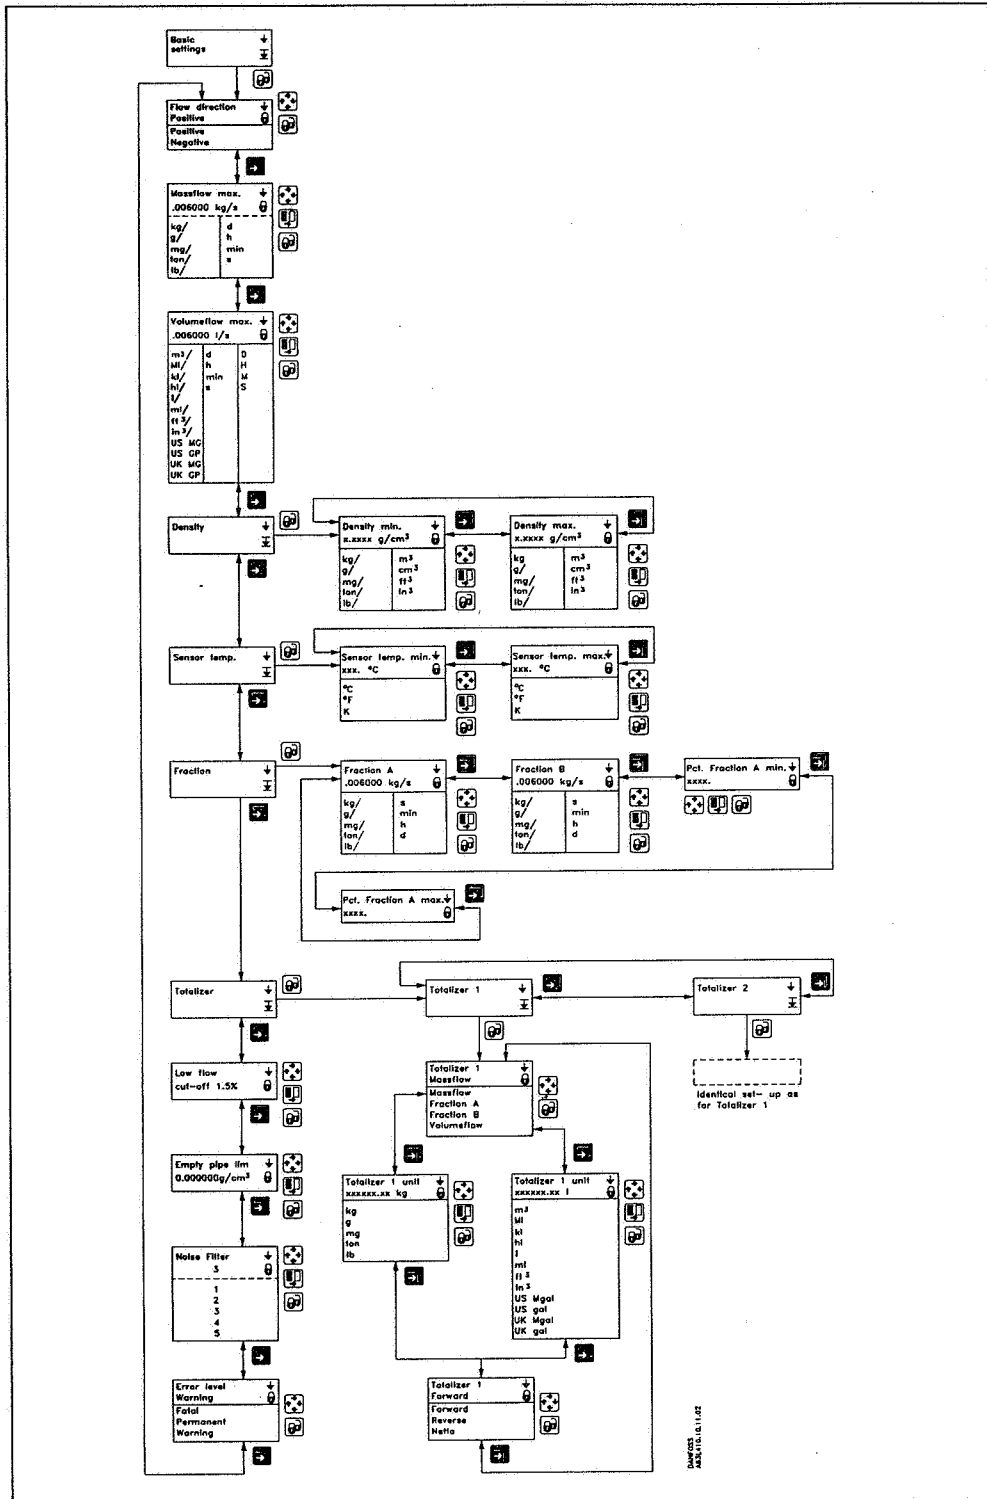 Basic
settings
Flow direction
Positive
Positive
Negative
Massflow max.
.006000 kg/s
kg/ d
g/ h
mg/ min
ton/ s
lb/
Volumeflow max.
.006000 l/s
m³/ d D
Ml/ h H
kl/ min M
hl/ s S
l/
ml/
ft³/
in³/
US MG
US GP
UK MG
UK GP
Density
Density min.
x.xxxx g/cm³
kg/ m³
g/ cm³
mg/ ft³
ton/ in³
lb/
Density max.
x.xxxx g/cm³
kg m³
g/ cm³
mg/ ft³
ton/ in³
lb/
Sensor temp.
Sensor temp. min.
xxx. °C
°C
°F
K
Sensor temp. max.
xxx. °C
°C
°F
K
Fraction
Fraction A
.006000 kg/s
kg/ s
g/ min
mg/ h
ton/ d
lb/
Fraction B
.006000 kg/s
kg/ s
g/ min
mg/ h
ton/ d
lb/
Pct. Fraction A min.
xxxx.
Pct. Fraction A max.
xxxx.
Totalizer
Totalizer 1
Totalizer 2
Identical set- up as
for Totalizer 1
Totalizer 1
Massflow
Massflow
Fraction A
Fraction B
Volumeflow
Low flow
cut-off 1.5%
Empty pipe lim
0.000000g/cm³
Totalizer 1 unit
xxxxxx.xx kg
kg
g
mg
ton
lb
Totalizer 1 unit
xxxxxx.xx l
m³
Ml
kl
hl
l
ml
ft³
in³
US Mgal
US gal
UK Mgal
UK gal
Noise Filter
3
1
2
3
4
5
Error level
Warning
Fatal
Permanent
Warning
Totalizer 1
Forward
Forward
Reverse
Netto
DANFOSS
A83L410.10.11.02